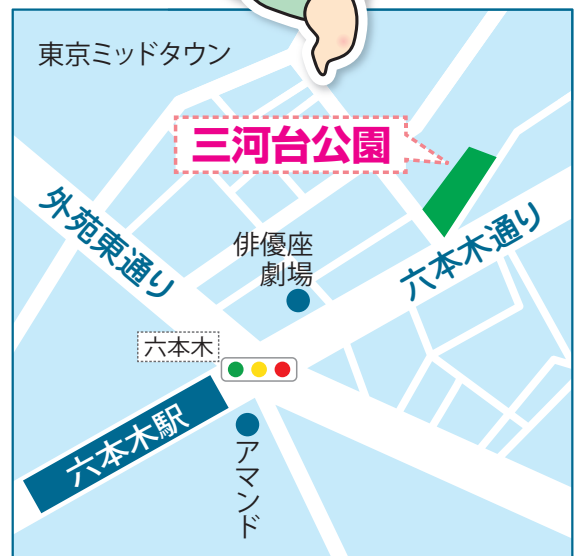 東京ミッドタウン
三河台公園
外苑東通り
俳優座
劇場
六本木通り
六本木
六本木駅
アマンド